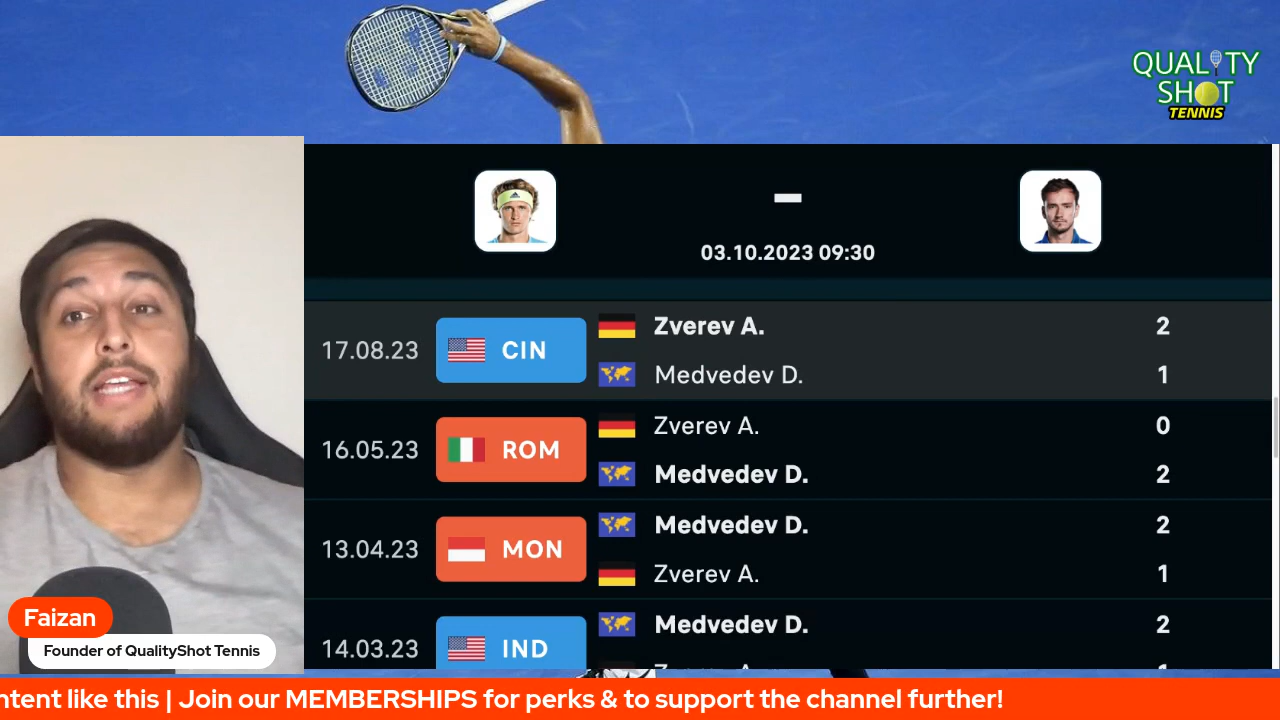 QUALITY
SHOT
TENNIS
03.10.2023 09:30
17.08.23 CIN Zverev A. 2
Medvedev D. 1
16.05.23 ROM Zverev A. 0
Medvedev D. 2
13.04.23 MON Medvedev D. 2
Zverev A. 1
14.03.23 IND Medvedev D. 2
Faizan
Founder of QualityShot Tennis
like this | Join our MEMBERSHIPS for perks & to support the channel further!